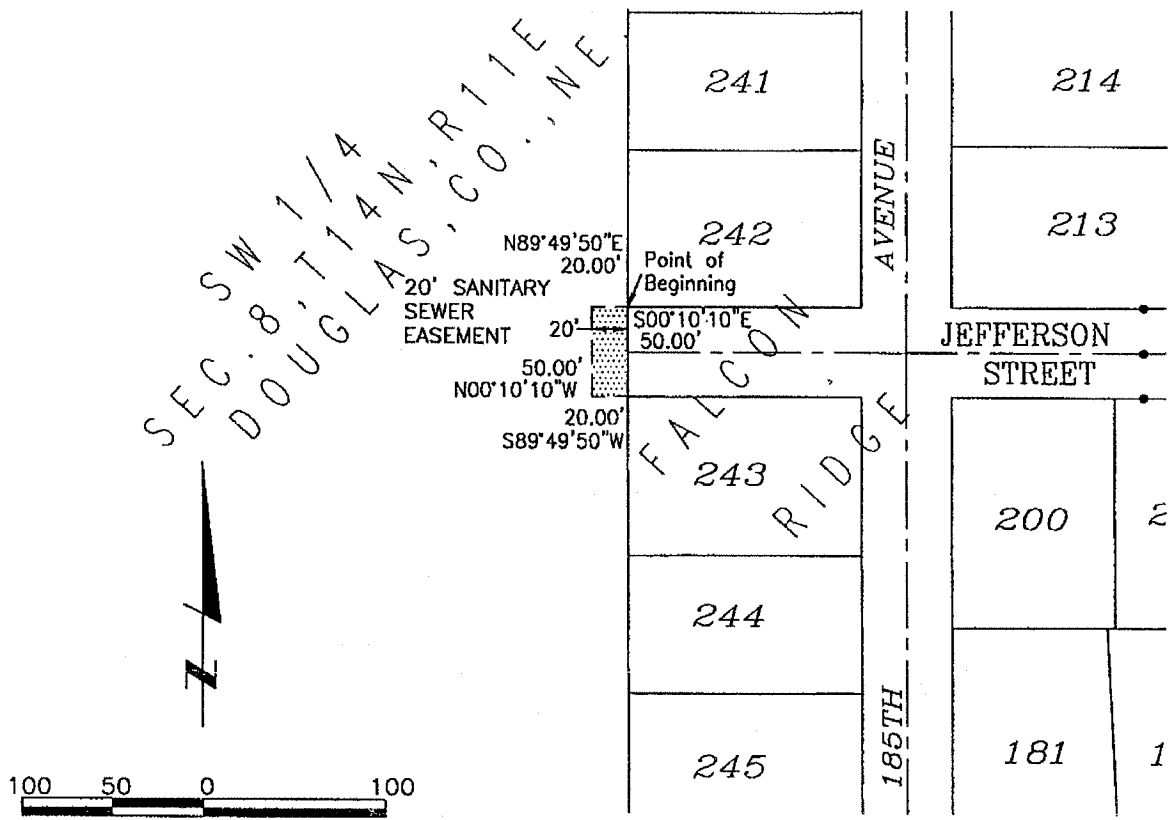 SW 1/4
SEC. 8, T14N, R11E
DOUGLAS, CO., NE
241
214
AVENUE
242
213
N89°49'50"E
20.00'
Point of
Beginning
20' SANITARY
SEWER
EASEMENT
20'
S00°10'10"E
50.00'
50.00'
N00°10'10"W
20.00'
S89°49'50"W
JEFFERSON
STREET
FALCON
RIDGE
243
200
244
185TH
245
181
N
100 50 0 100